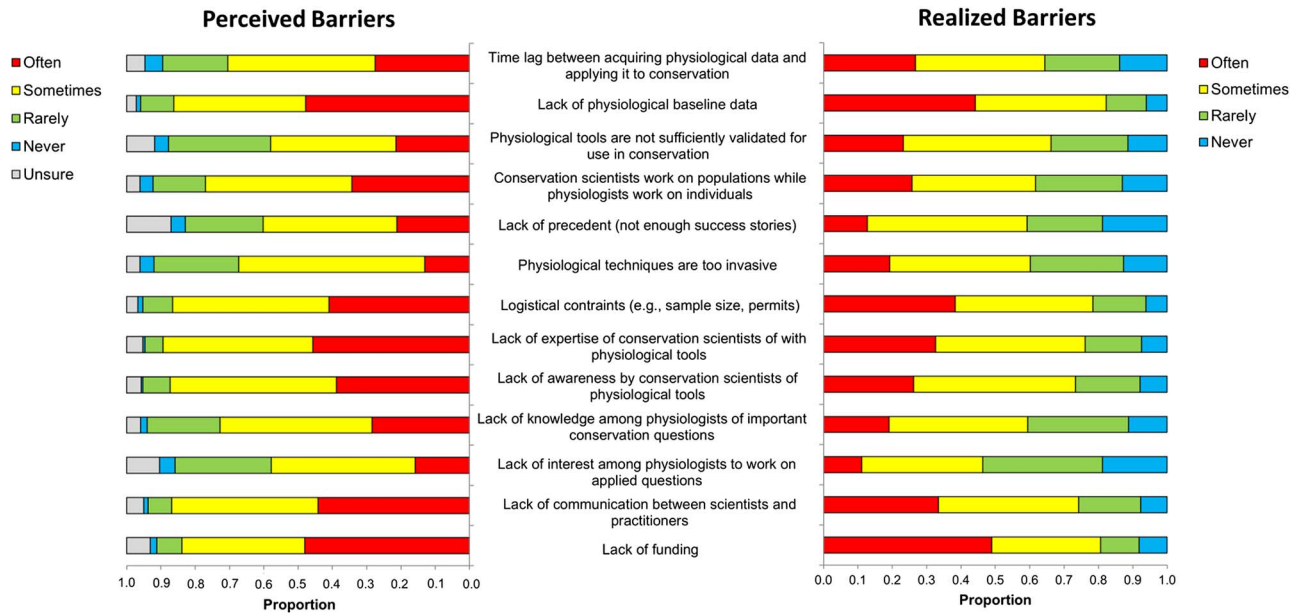 Perceived Barriers
Realized Barriers
Often
Sometimes
Rarely
Never
Unsure
Time lag between acquiring physiological data and
applying it to conservation
Lack of physiological baseline data
Physiological tools are not sufficiently validated for
use in conservation
Conservation scientists work on populations while
physiologists work on individuals
Lack of precedent (not enough success stories)
Physiological techniques are too invasive
Logistical contraints (e.g., sample size, permits)
Lack of expertise of conservation scientists of with
physiological tools
Lack of awareness by conservation scientists of
physiological tools
Lack of knowledge among physiologists of important
conservation questions
Lack of interest among physiologists to work on
applied questions
Lack of communication between scientists and
practitioners
Lack of funding
Often
Sometimes
Rarely
Never
1.0 0.9 0.8 0.7 0.6 0.5 0.4 0.3 0.2 0.1 0.0
Proportion
0.0 0.1 0.2 0.3 0.4 0.5 0.6 0.7 0.8 0.9 1.0
Proportion